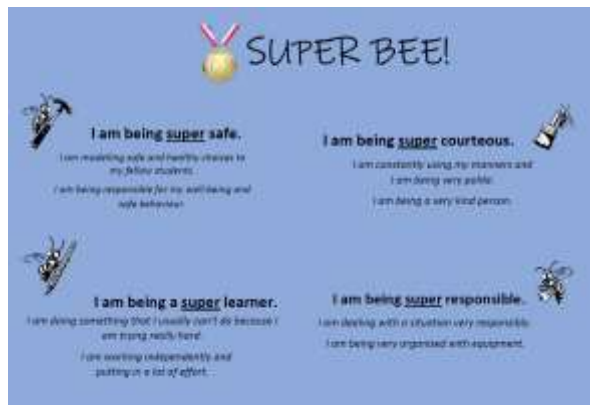 SUPER BEE!
I am being super safe.
I am modeling safe and healthy choices to
my fellow students.
I am being responsible for my well-being and
safe behaviour.
I am being super courteous.
I am constantly using my manners and
I am being very polite.
I am being a very kind person.
I am being a super learner.
I am doing something that I usually can't do because I
am trying really hard.
I am working independently and
putting in a lot of effort.
I am being super responsible.
I am dealing with a situation very responsible.
I am being very organised with equipment.